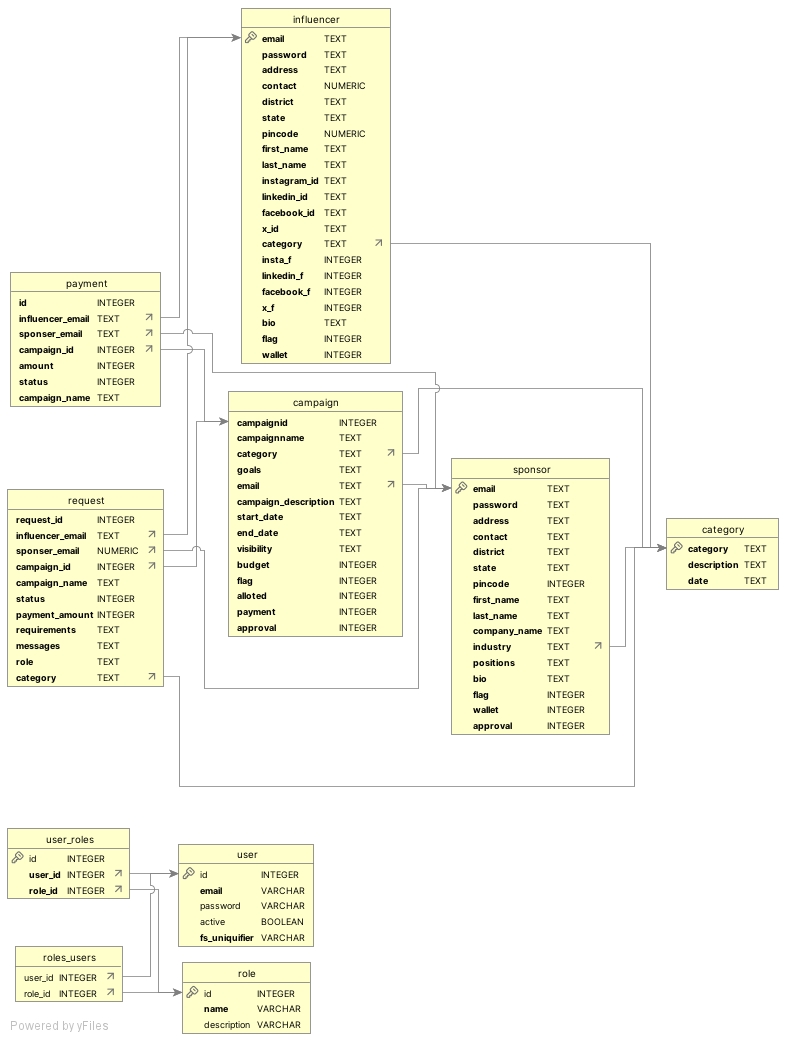 influencer
email TEXT
password TEXT
address TEXT
contact NUMERIC
district TEXT
state TEXT
pincode NUMERIC
first_name TEXT
last_name TEXT
instagram_id TEXT
linkedin_id TEXT
facebook_id TEXT
x_id TEXT
category TEXT
insta_f INTEGER
linkedin_f INTEGER
facebook_f INTEGER
x_f INTEGER
bio TEXT
flag INTEGER
wallet INTEGER
payment
id INTEGER
influencer_email TEXT
sponser_email TEXT
campaign_id INTEGER
amount INTEGER
status INTEGER
campaign_name TEXT
campaign
campaignid INTEGER
campaignname TEXT
category TEXT
goals TEXT
email TEXT
campaign_description TEXT
start_date TEXT
end_date TEXT
visibility TEXT
budget INTEGER
flag INTEGER
alloted INTEGER
payment INTEGER
approval INTEGER
sponsor
email TEXT
password TEXT
address TEXT
contact TEXT
district TEXT
state TEXT
pincode INTEGER
first_name TEXT
last_name TEXT
company_name TEXT
industry TEXT
positions TEXT
bio TEXT
flag INTEGER
wallet INTEGER
approval INTEGER
category
category TEXT
description TEXT
date TEXT
request
request_id INTEGER
influencer_email TEXT
sponser_email NUMERIC
campaign_id INTEGER
campaign_name TEXT
status INTEGER
payment_amount INTEGER
requirements TEXT
messages TEXT
role TEXT
category TEXT
user_roles
id INTEGER
user_id INTEGER
role_id INTEGER
user
id INTEGER
email VARCHAR
password VARCHAR
active BOOLEAN
fs_uniquifier VARCHAR
roles_users
user_id INTEGER
role_id INTEGER
role
id INTEGER
name VARCHAR
description VARCHAR
Powered by yFiles